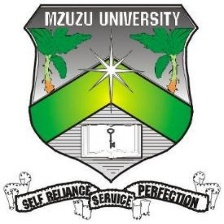 MZUZU UNIVERSITY
SELF RELIANCE SERVICE PERFECTION